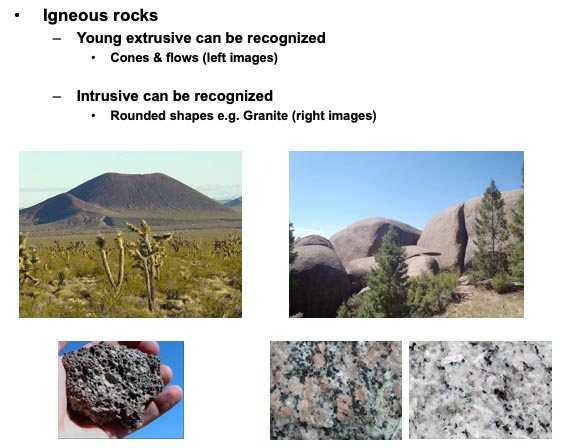 • Igneous rocks
– Young extrusive can be recognized
• Cones & flows (left images)
– Intrusive can be recognized
• Rounded shapes e.g. Granite (right images)